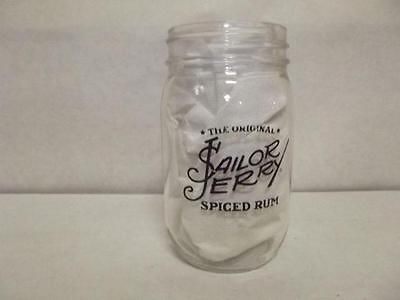 * THE ORIGINAL *
SAILOR
JERRY
SPICED RUM